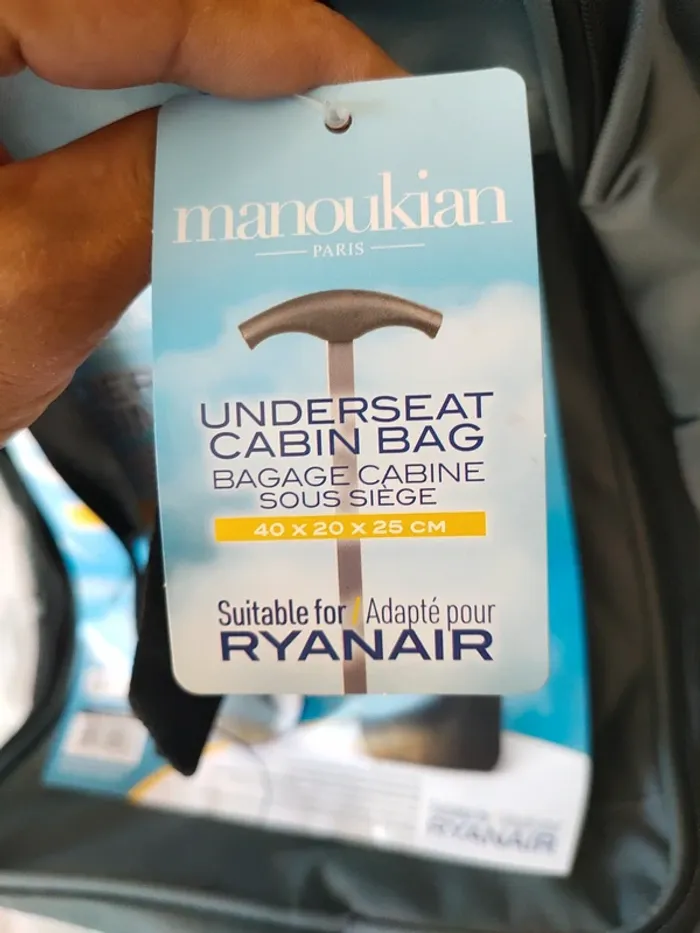 manoukian
PARIS
UNDERSEAT
CABIN BAG
BAGAGE CABINE
SOUS SIÈGE
40 X 20 X 25 CM
Suitable for / Adapté pour
RYANAIR
RYANAIR